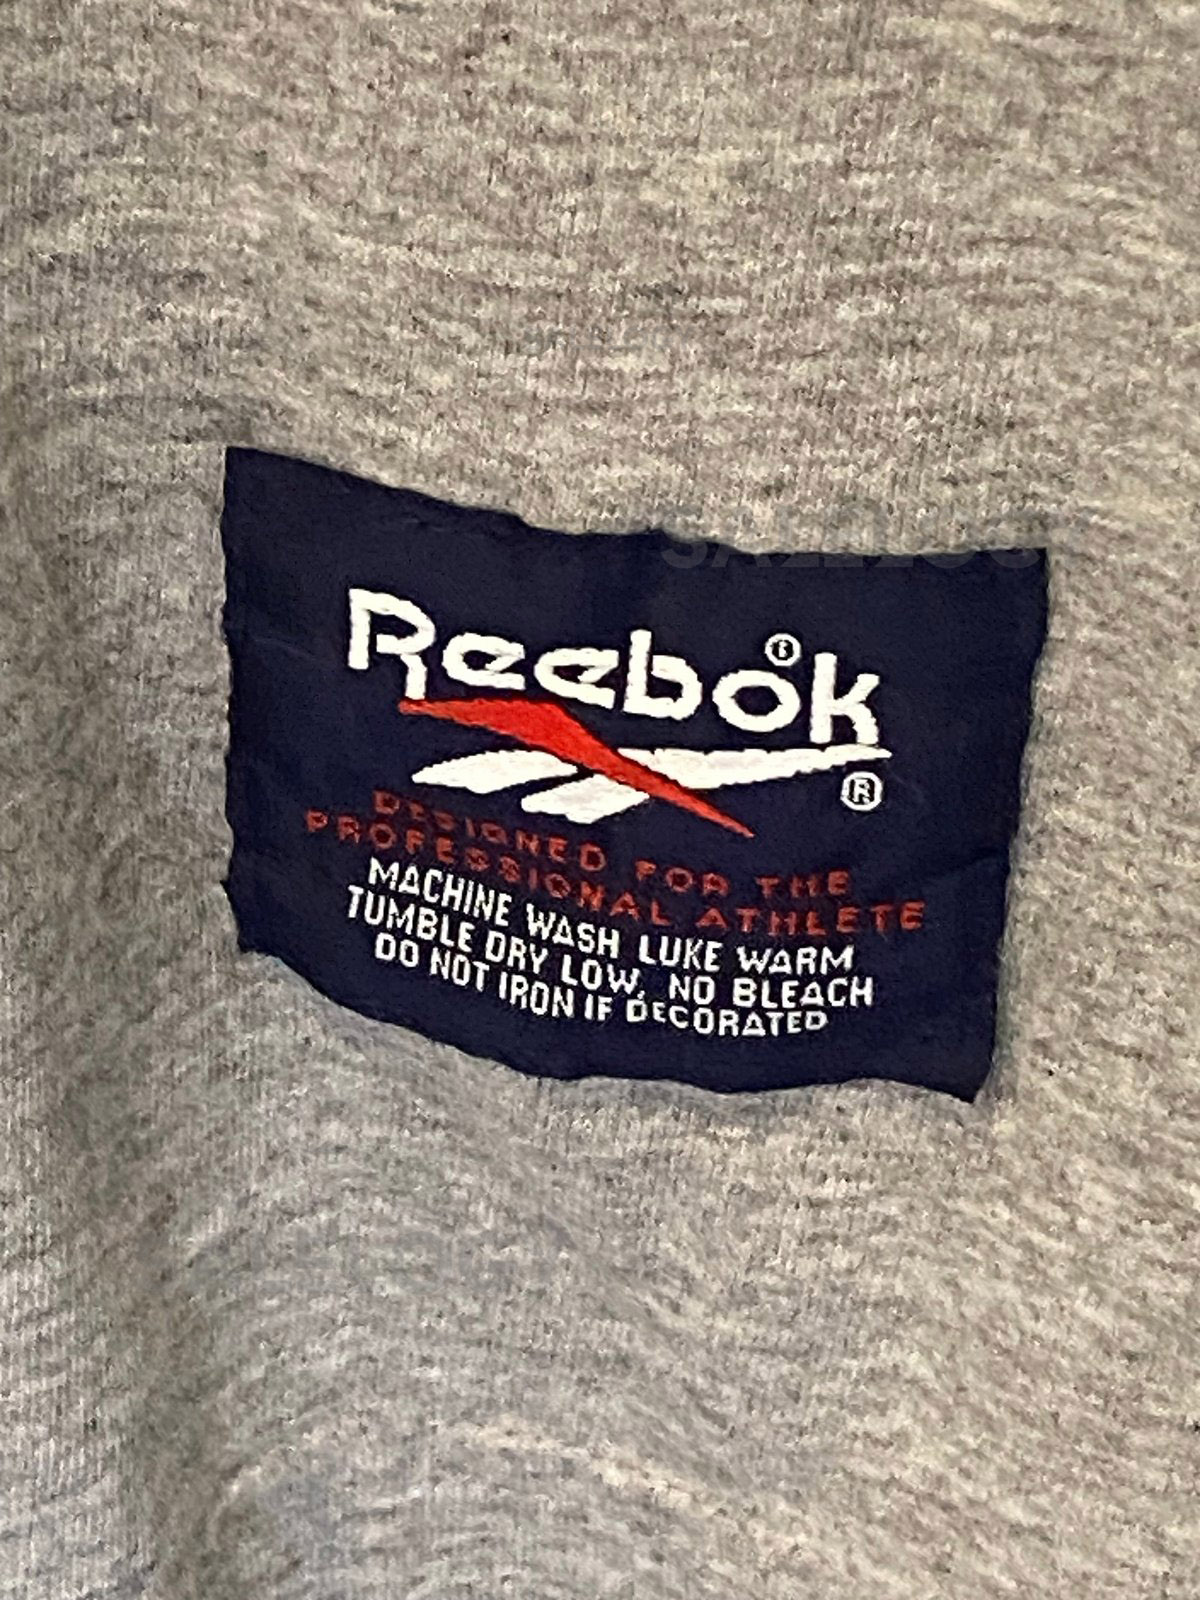 Reebok®
®
DESIGNED FOR THE
PROFESSIONAL ATHLETE
MACHINE WASH LUKE WARM
TUMBLE DRY LOW, NO BLEACH
DO NOT IRON IF DECORATED